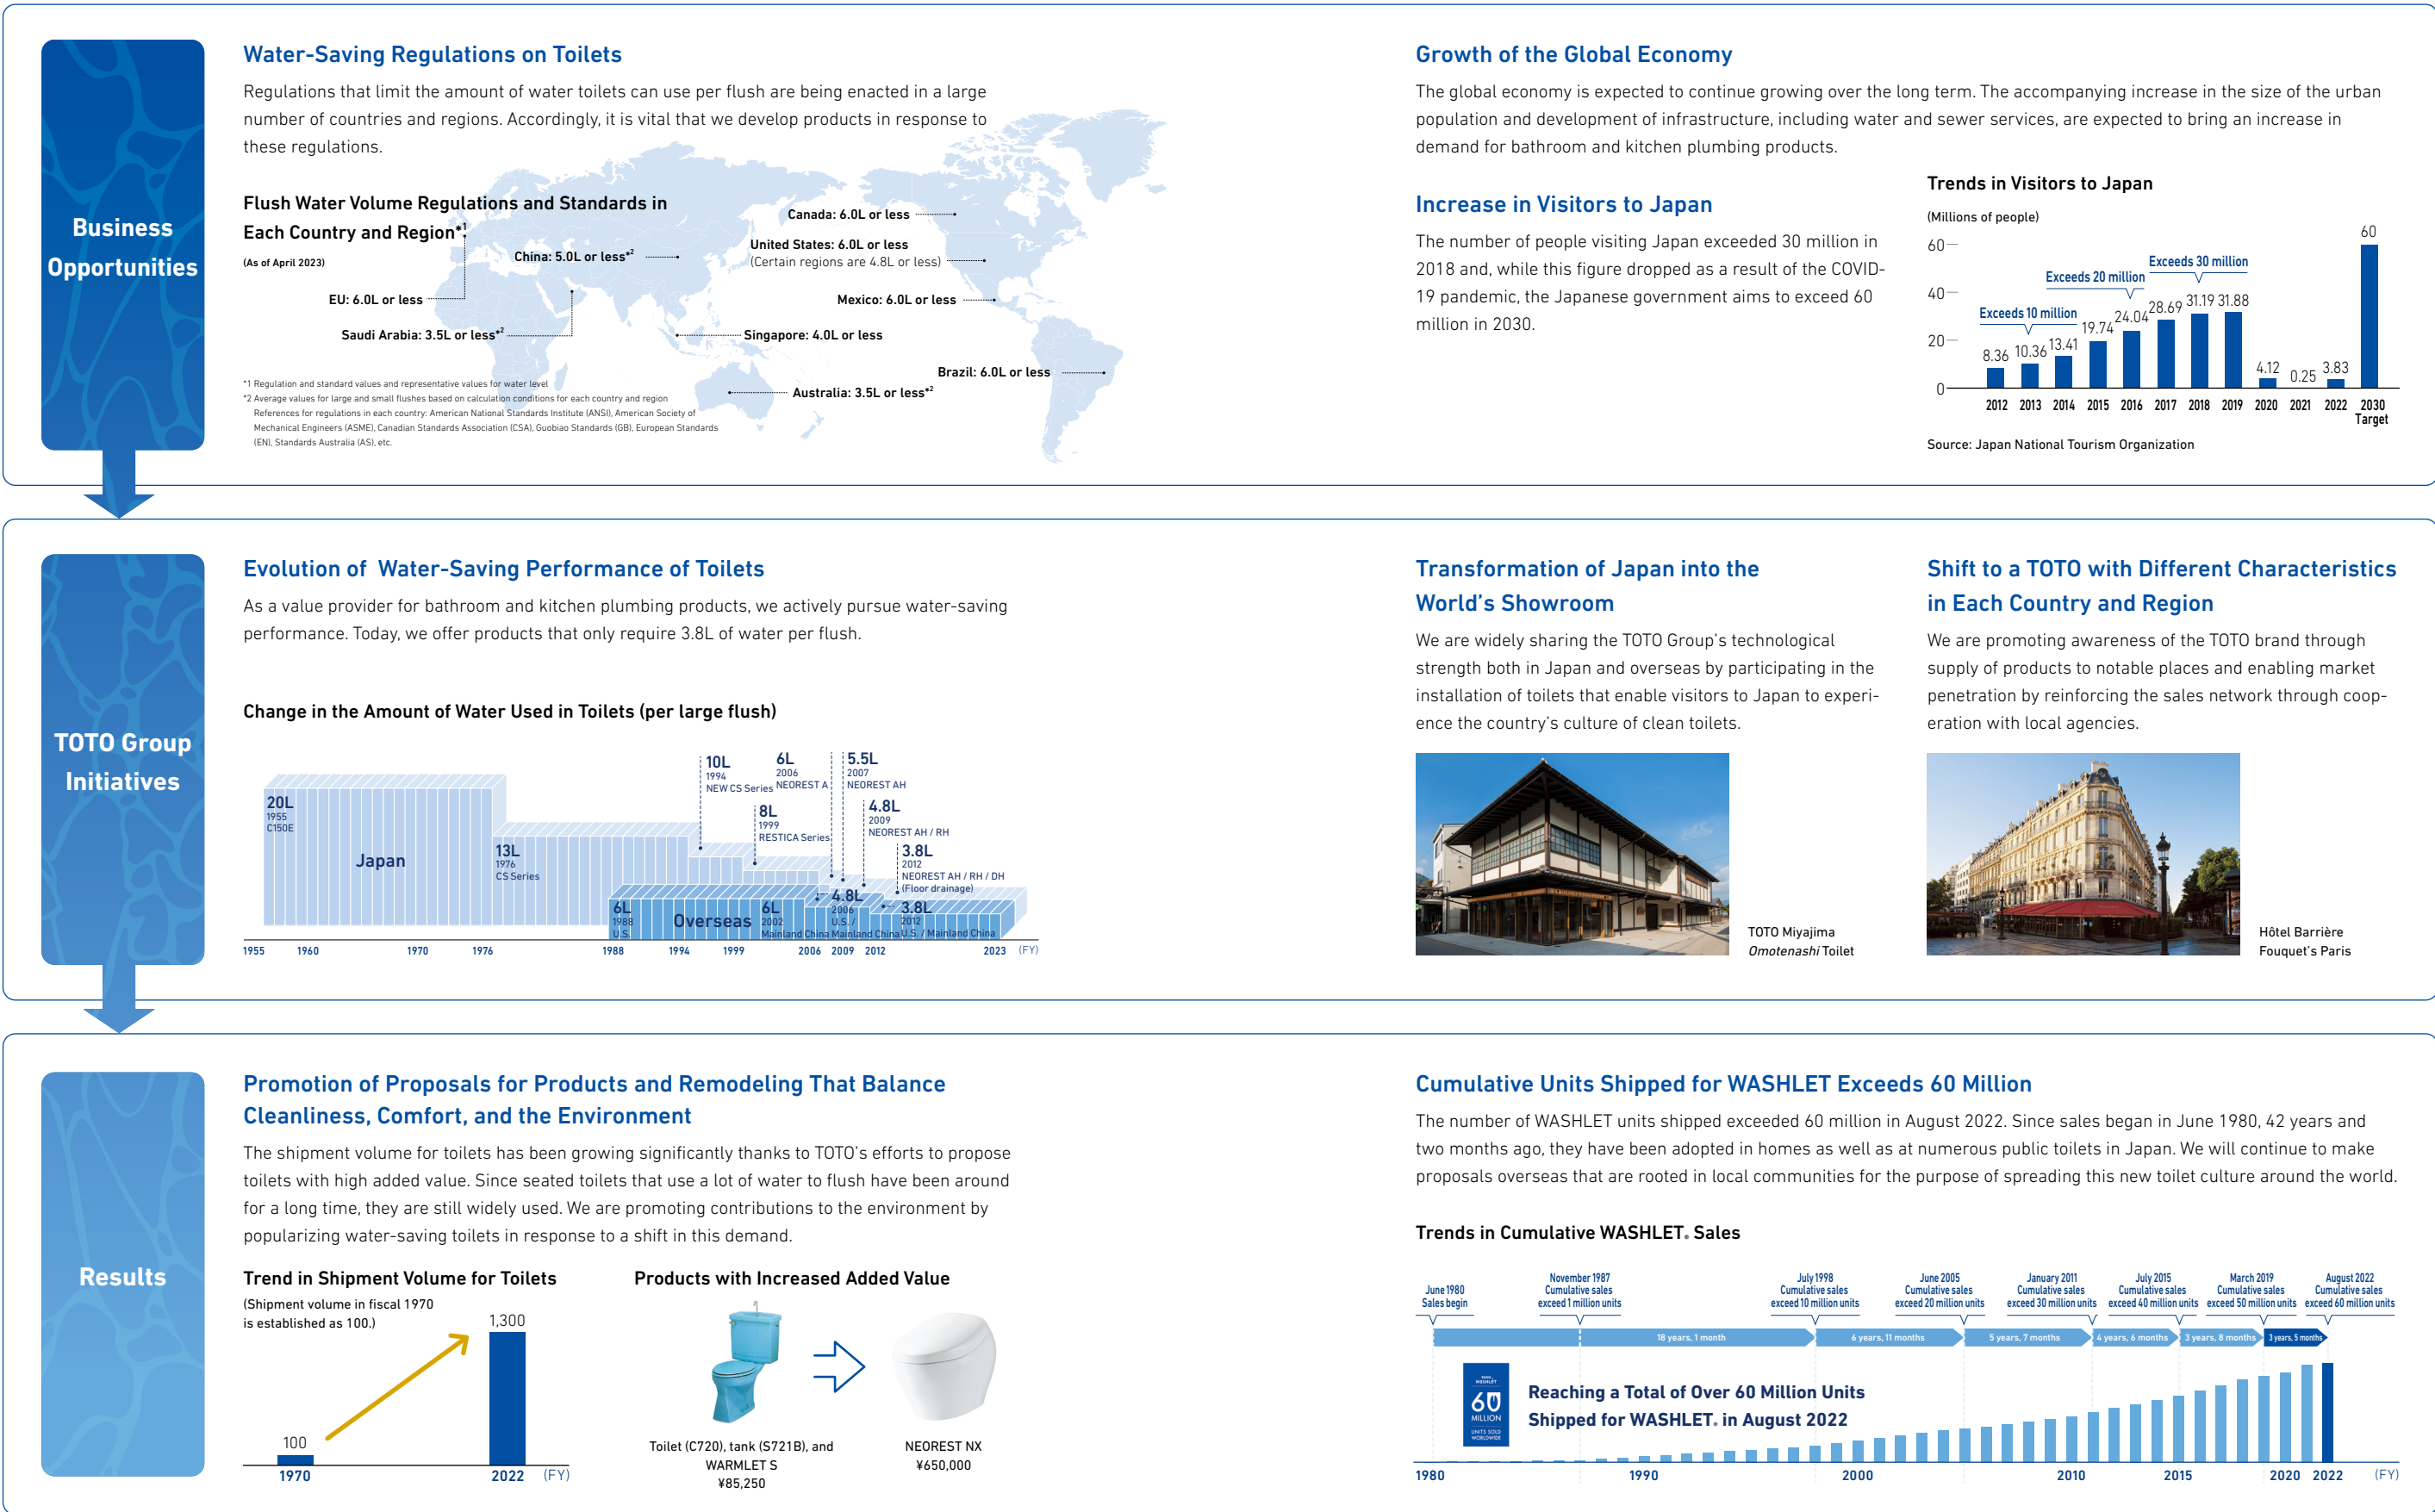 Business
Opportunities
Water-Saving Regulations on Toilets
Regulations that limit the amount of water toilets can use per flush are being enacted in a large
number of countries and regions. Accordingly, it is vital that we develop products in response to
these regulations.
Flush Water Volume Regulations and Standards in
Each Country and Region*1
(As of April 2023)
EU: 6.0L or less
Saudi Arabia: 3.5L or less*2
China: 5.0L or less*2
Canada: 6.0L or less
United States: 6.0L or less
(Certain regions are 4.8L or less)
Mexico: 6.0L or less
Singapore: 4.0L or less
Brazil: 6.0L or less
Australia: 3.5L or less*2
*1 Regulation and standard values and representative values for water level
*2 Average values for large and small flushes based on calculation conditions for each country and region
References for regulations in each country: American National Standards Institute (ANSI), American Society of
Mechanical Engineers (ASME), Canadian Standards Association (CSA), Guobiao Standards (GB), European Standards
(EN), Standards Australia (AS), etc.
Growth of the Global Economy
The global economy is expected to continue growing over the long term. The accompanying increase in the size of the urban
population and development of infrastructure, including water and sewer services, are expected to bring an increase in
demand for bathroom and kitchen plumbing products.
Increase in Visitors to Japan
The number of people visiting Japan exceeded 30 million in
2018 and, while this figure dropped as a result of the COVID-
19 pandemic, the Japanese government aims to exceed 60
million in 2030.
Trends in Visitors to Japan
(Millions of people)
60
40
20
0
Exceeds 10 million
Exceeds 20 million
Exceeds 30 million
8.36 10.36 13.41 19.74 24.04 28.69 31.19 31.88 4.12 0.25 3.83 60
2012 2013 2014 2015 2016 2017 2018 2019 2020 2021 2022 2030
Target
Source: Japan National Tourism Organization
TOTO Group
Initiatives
Evolution of Water-Saving Performance of Toilets
As a value provider for bathroom and kitchen plumbing products, we actively pursue water-saving
performance. Today, we offer products that only require 3.8L of water per flush.
Change in the Amount of Water Used in Toilets (per large flush)
20L
1955
C150E
Japan
13L
1976
CS Series
10L
1994
NEW CS Series
8L
1999
RESTICA Series
6L
2006
NEOREST A
5.5L
2007
NEOREST AH
4.8L
2009
NEOREST AH / RH
3.8L
2012
NEOREST AH / RH / DH
(Floor drainage)
6L
1988
U.S.
Overseas
6L
2002
Mainland China
4.8L
2006
U.S. /
Mainland China
3.8L
2012
U.S. / Mainland China
1955 1960 1970 1976 1988 1994 1999 2006 2009 2012 2023 (FY)
Transformation of Japan into the
World's Showroom
We are widely sharing the TOTO Group's technological
strength both in Japan and overseas by participating in the
installation of toilets that enable visitors to Japan to experi-
ence the country's culture of clean toilets.
TOTO Miyajima
Omotenashi Toilet
Shift to a TOTO with Different Characteristics
in Each Country and Region
We are promoting awareness of the TOTO brand through
supply of products to notable places and enabling market
penetration by reinforcing the sales network through coop-
eration with local agencies.
Hôtel Barrière
Fouquet's Paris
Results
Promotion of Proposals for Products and Remodeling That Balance
Cleanliness, Comfort, and the Environment
The shipment volume for toilets has been growing significantly thanks to TOTO's efforts to propose
toilets with high added value. Since seated toilets that use a lot of water to flush have been around
for a long time, they are still widely used. We are promoting contributions to the environment by
popularizing water-saving toilets in response to a shift in this demand.
Trend in Shipment Volume for Toilets
(Shipment volume in fiscal 1970
is established as 100.)
100
1,300
1970 2022 (FY)
Products with Increased Added Value
Toilet (C720), tank (S721B), and
WARMLET S
¥85,250
NEOREST NX
¥650,000
Cumulative Units Shipped for WASHLET Exceeds 60 Million
The number of WASHLET units shipped exceeded 60 million in August 2022. Since sales began in June 1980, 42 years and
two months ago, they have been adopted in homes as well as at numerous public toilets in Japan. We will continue to make
proposals overseas that are rooted in local communities for the purpose of spreading this new toilet culture around the world.
Trends in Cumulative WASHLET® Sales
June 1980
Sales begin
November 1987
Cumulative sales
exceed 1 million units
July 1998
Cumulative sales
exceed 10 million units
June 2005
Cumulative sales
exceed 20 million units
January 2011
Cumulative sales
exceed 30 million units
July 2015
Cumulative sales
exceed 40 million units
March 2019
Cumulative sales
exceed 50 million units
August 2022
Cumulative sales
exceed 60 million units
18 years, 1 month
6 years, 11 months
5 years, 7 months
4 years, 6 months
3 years, 8 months
3 years, 5 months
WASHLET
60
MILLION
UNITS SOLD
WORLDWIDE
Reaching a Total of Over 60 Million Units
Shipped for WASHLET® in August 2022
1980 1990 2000 2010 2015 2020 2022 (FY)